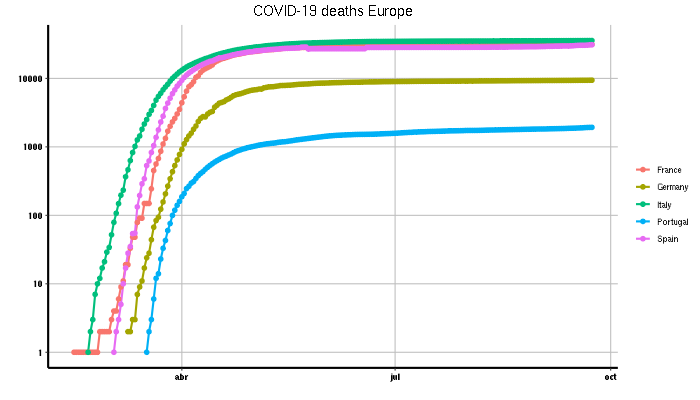 COVID-19 deaths Europe
10000
1000
100
10
1
abr jul oct
France
Germany
Italy
Portugal
Spain